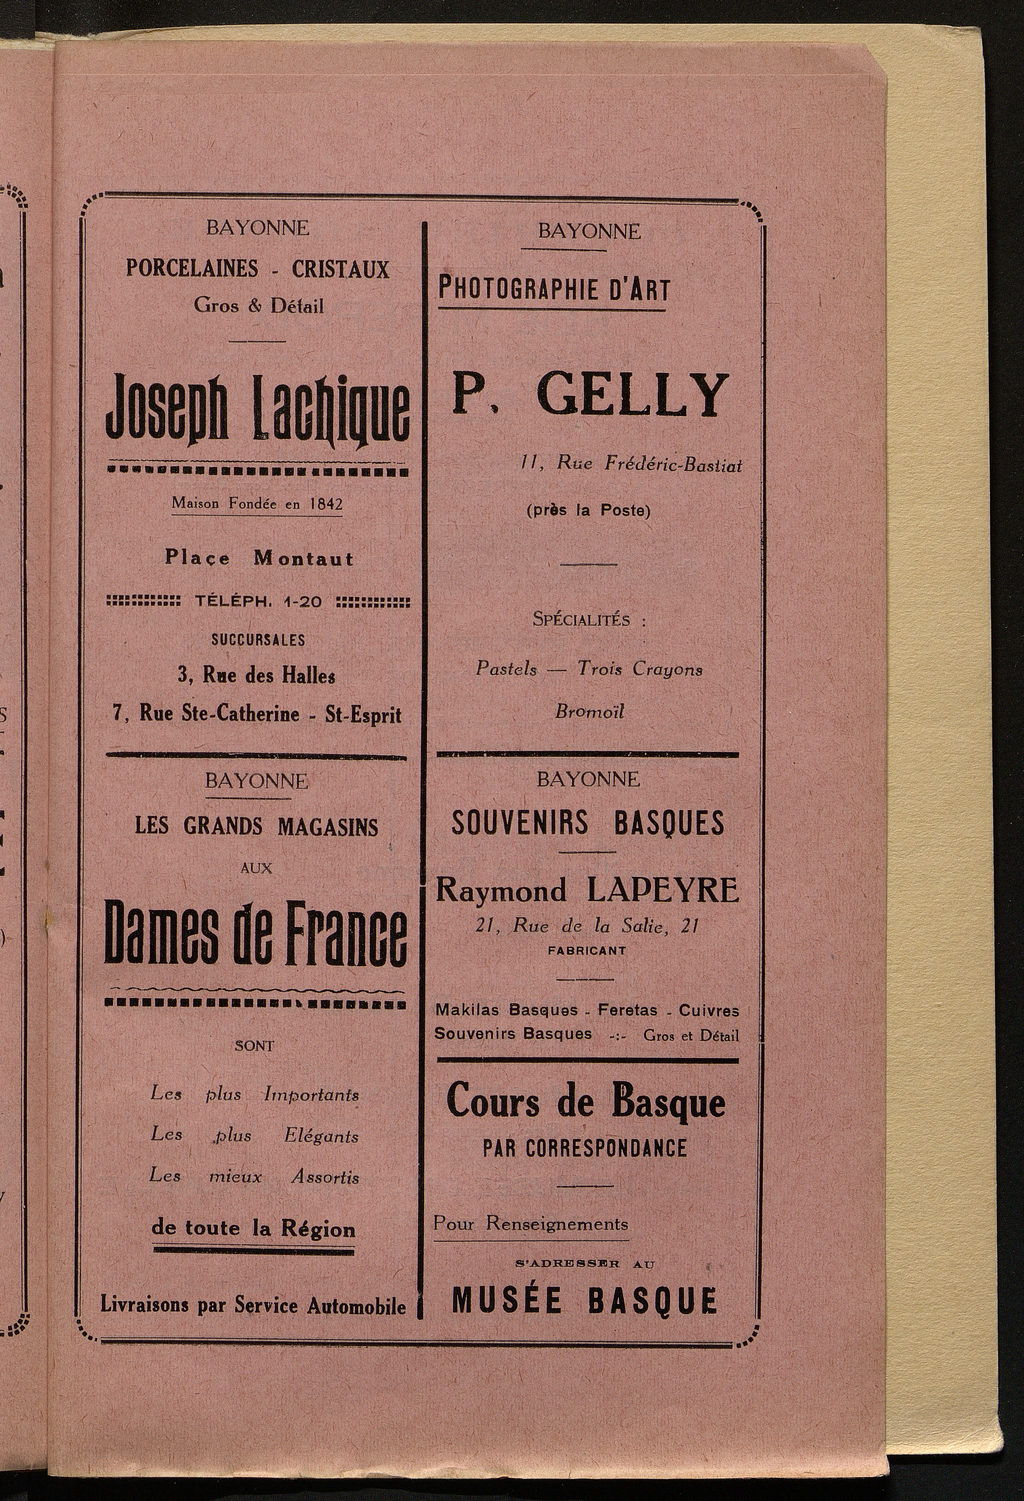 BAYONNE
PORCELAINES - CRISTAUX
Gros & Détail
Joseph Lachique
Maison Fondée en 1842
Place Montaut
TÉLÉPH. 1-20
SUCCURSALES
3, Rue des Halles
7, Rue Ste-Catherine - St-Esprit
BAYONNE
LES GRANDS MAGASINS
AUX
Dames de France
SONT
Les plus Importants
Les plus Elégants
Les mieux Assortis
de toute la Région
Livraisons par Service Automobile
BAYONNE
PHOTOGRAPHIE D'ART
P. GELLY
11, Rue Frédéric-Bastiat
(près la Poste)
SPÉCIALITÉS :
Pastels — Trois Crayons
Bromoïl
BAYONNE
SOUVENIRS BASQUES
Raymond LAPEYRE
21, Rue de la Salie, 21
FABRICANT
Makilas Basques - Feretas - Cuivres
Souvenirs Basques -:- Gros et Détail
Cours de Basque
PAR CORRESPONDANCE
Pour Renseignements
S'ADRESSER AU
MUSÉE BASQUE